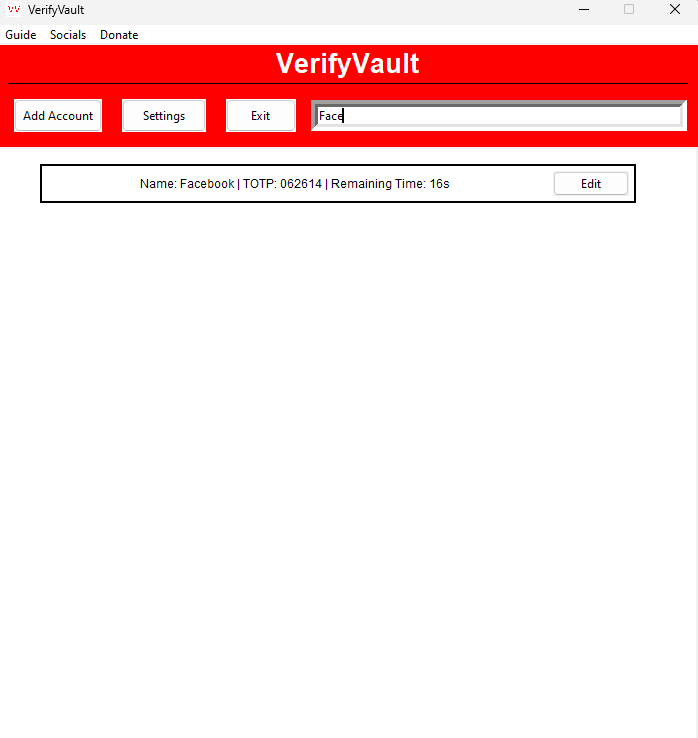 VerifyVault
Guide Socials Donate
VerifyVault
Add Account Settings Exit Face
Name: Facebook | TOTP: 062614 | Remaining Time: 16s Edit